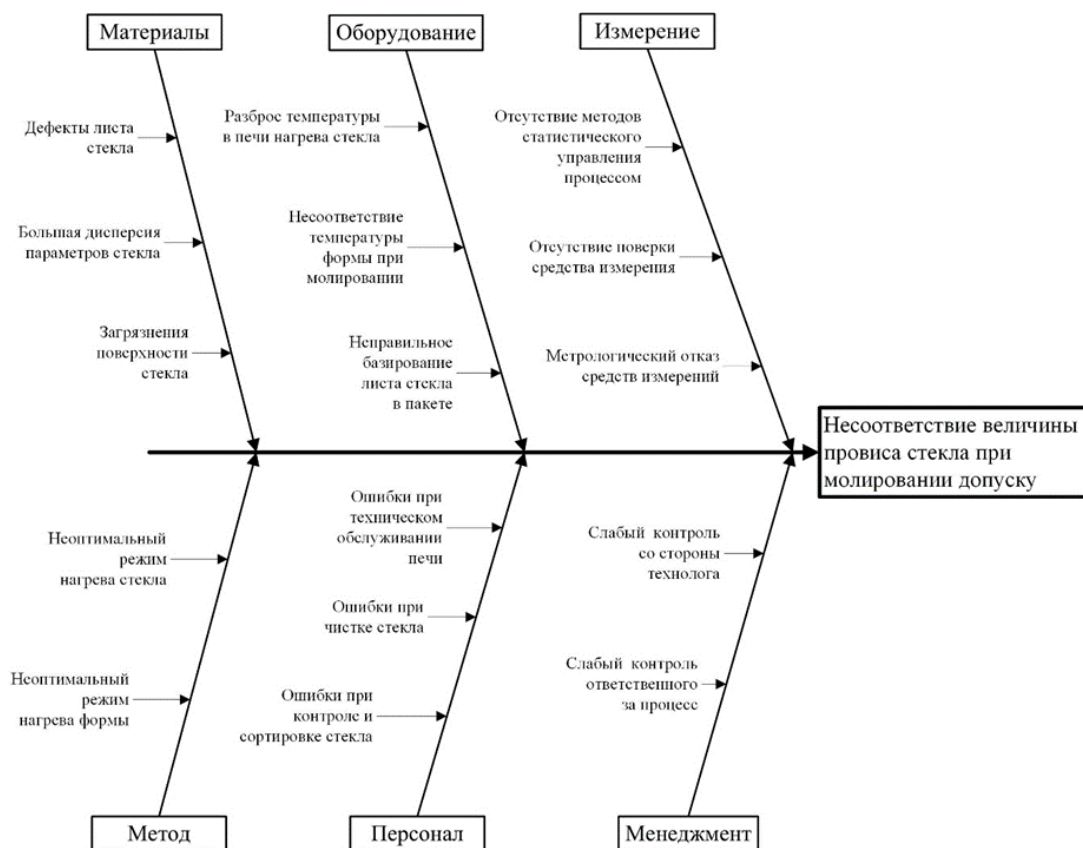 Материалы
Оборудование
Измерение
Дефекты листа
стекла
Большая дисперсия
параметров стекла
Загрязнения
поверхности
стекла
Разброс температуры
в печи нагрева стекла
Несоответствие
температуры
формы при
молировании
Неправильное
базирование
листа стекла
в пакете
Отсутствие методов
статистического
управления
процессом
Отсутствие поверки
средства измерения
Метрологический отказ
средств измерений
Несоответствие величины
провиса стекла при
молировании допуску
Неоптимальный
режим
нагрева стекла
Неоптимальный
режим
нагрева формы
Ошибки при
техническом
обслуживании
печи
Ошибки при
чистке стекла
Ошибки при
контроле и
сортировке стекла
Слабый контроль
со стороны
технолога
Слабый контроль
ответственного
за процесс
Метод
Персонал
Менеджмент